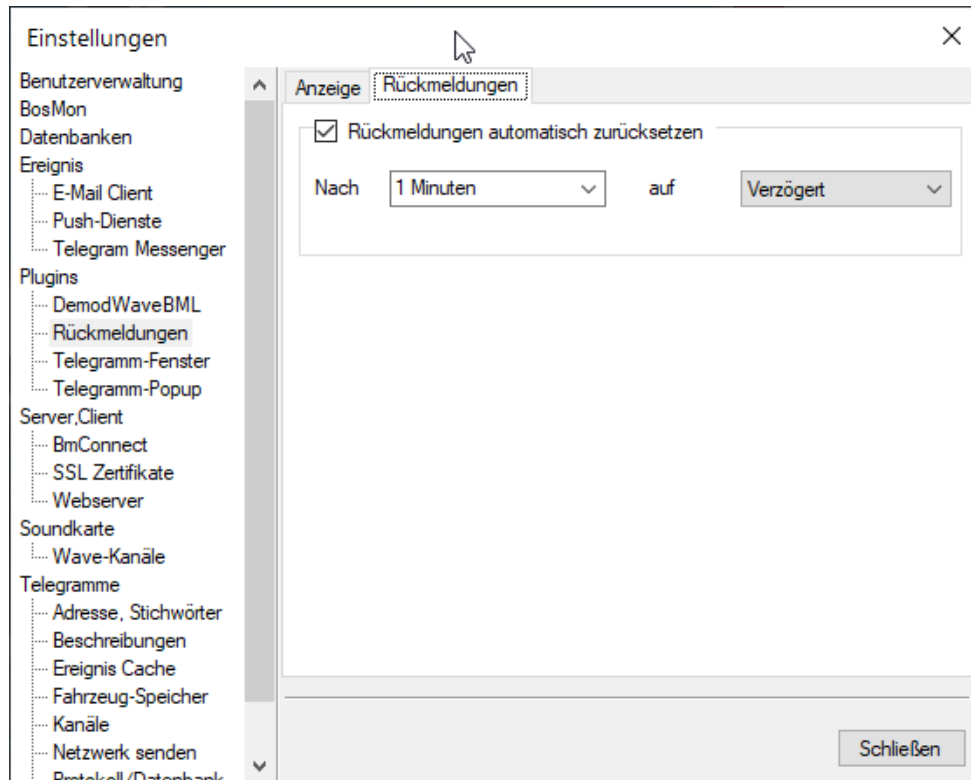 Einstellungen
Benutzerverwaltung
BosMon
Datenbanken
Ereignis
E-Mail Client
Push-Dienste
Telegram Messenger
Plugins
DemodWaveBML
Rückmeldungen
Telegramm-Fenster
Telegramm-Popup
Server,Client
BmConnect
SSL Zertifikate
Webserver
Soundkarte
Wave-Kanäle
Telegramme
Adresse, Stichwörter
Beschreibungen
Ereignis Cache
Fahrzeug-Speicher
Kanäle
Netzwerk senden
Protokoll/Datenbank
Anzeige Rückmeldungen
Rückmeldungen automatisch zurücksetzen
Nach 1 Minuten auf Verzögert
Schließen